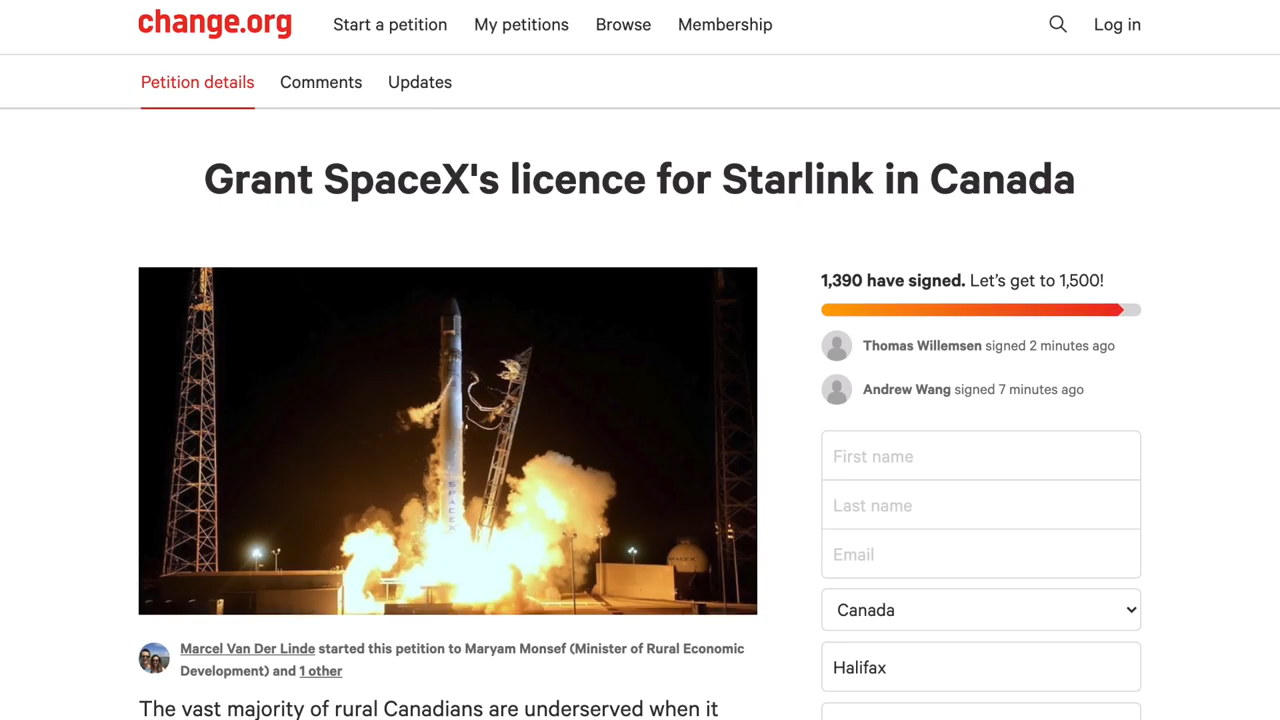 change.org
Start a petition
My petitions
Browse
Membership
Log in
Petition details
Comments
Updates
Grant SpaceX's licence for Starlink in Canada
SPACEX
SPACEX
1,390 have signed. Let's get to 1,500!
Thomas Willemsen signed 2 minutes ago
Andrew Wang signed 7 minutes ago
First name
Last name
Email
Canada
Halifax
Marcel Van Der Linde started this petition to Maryam Monsef (Minister of Rural Economic
Development) and 1 other
The vast majority of rural Canadians are underserved when it